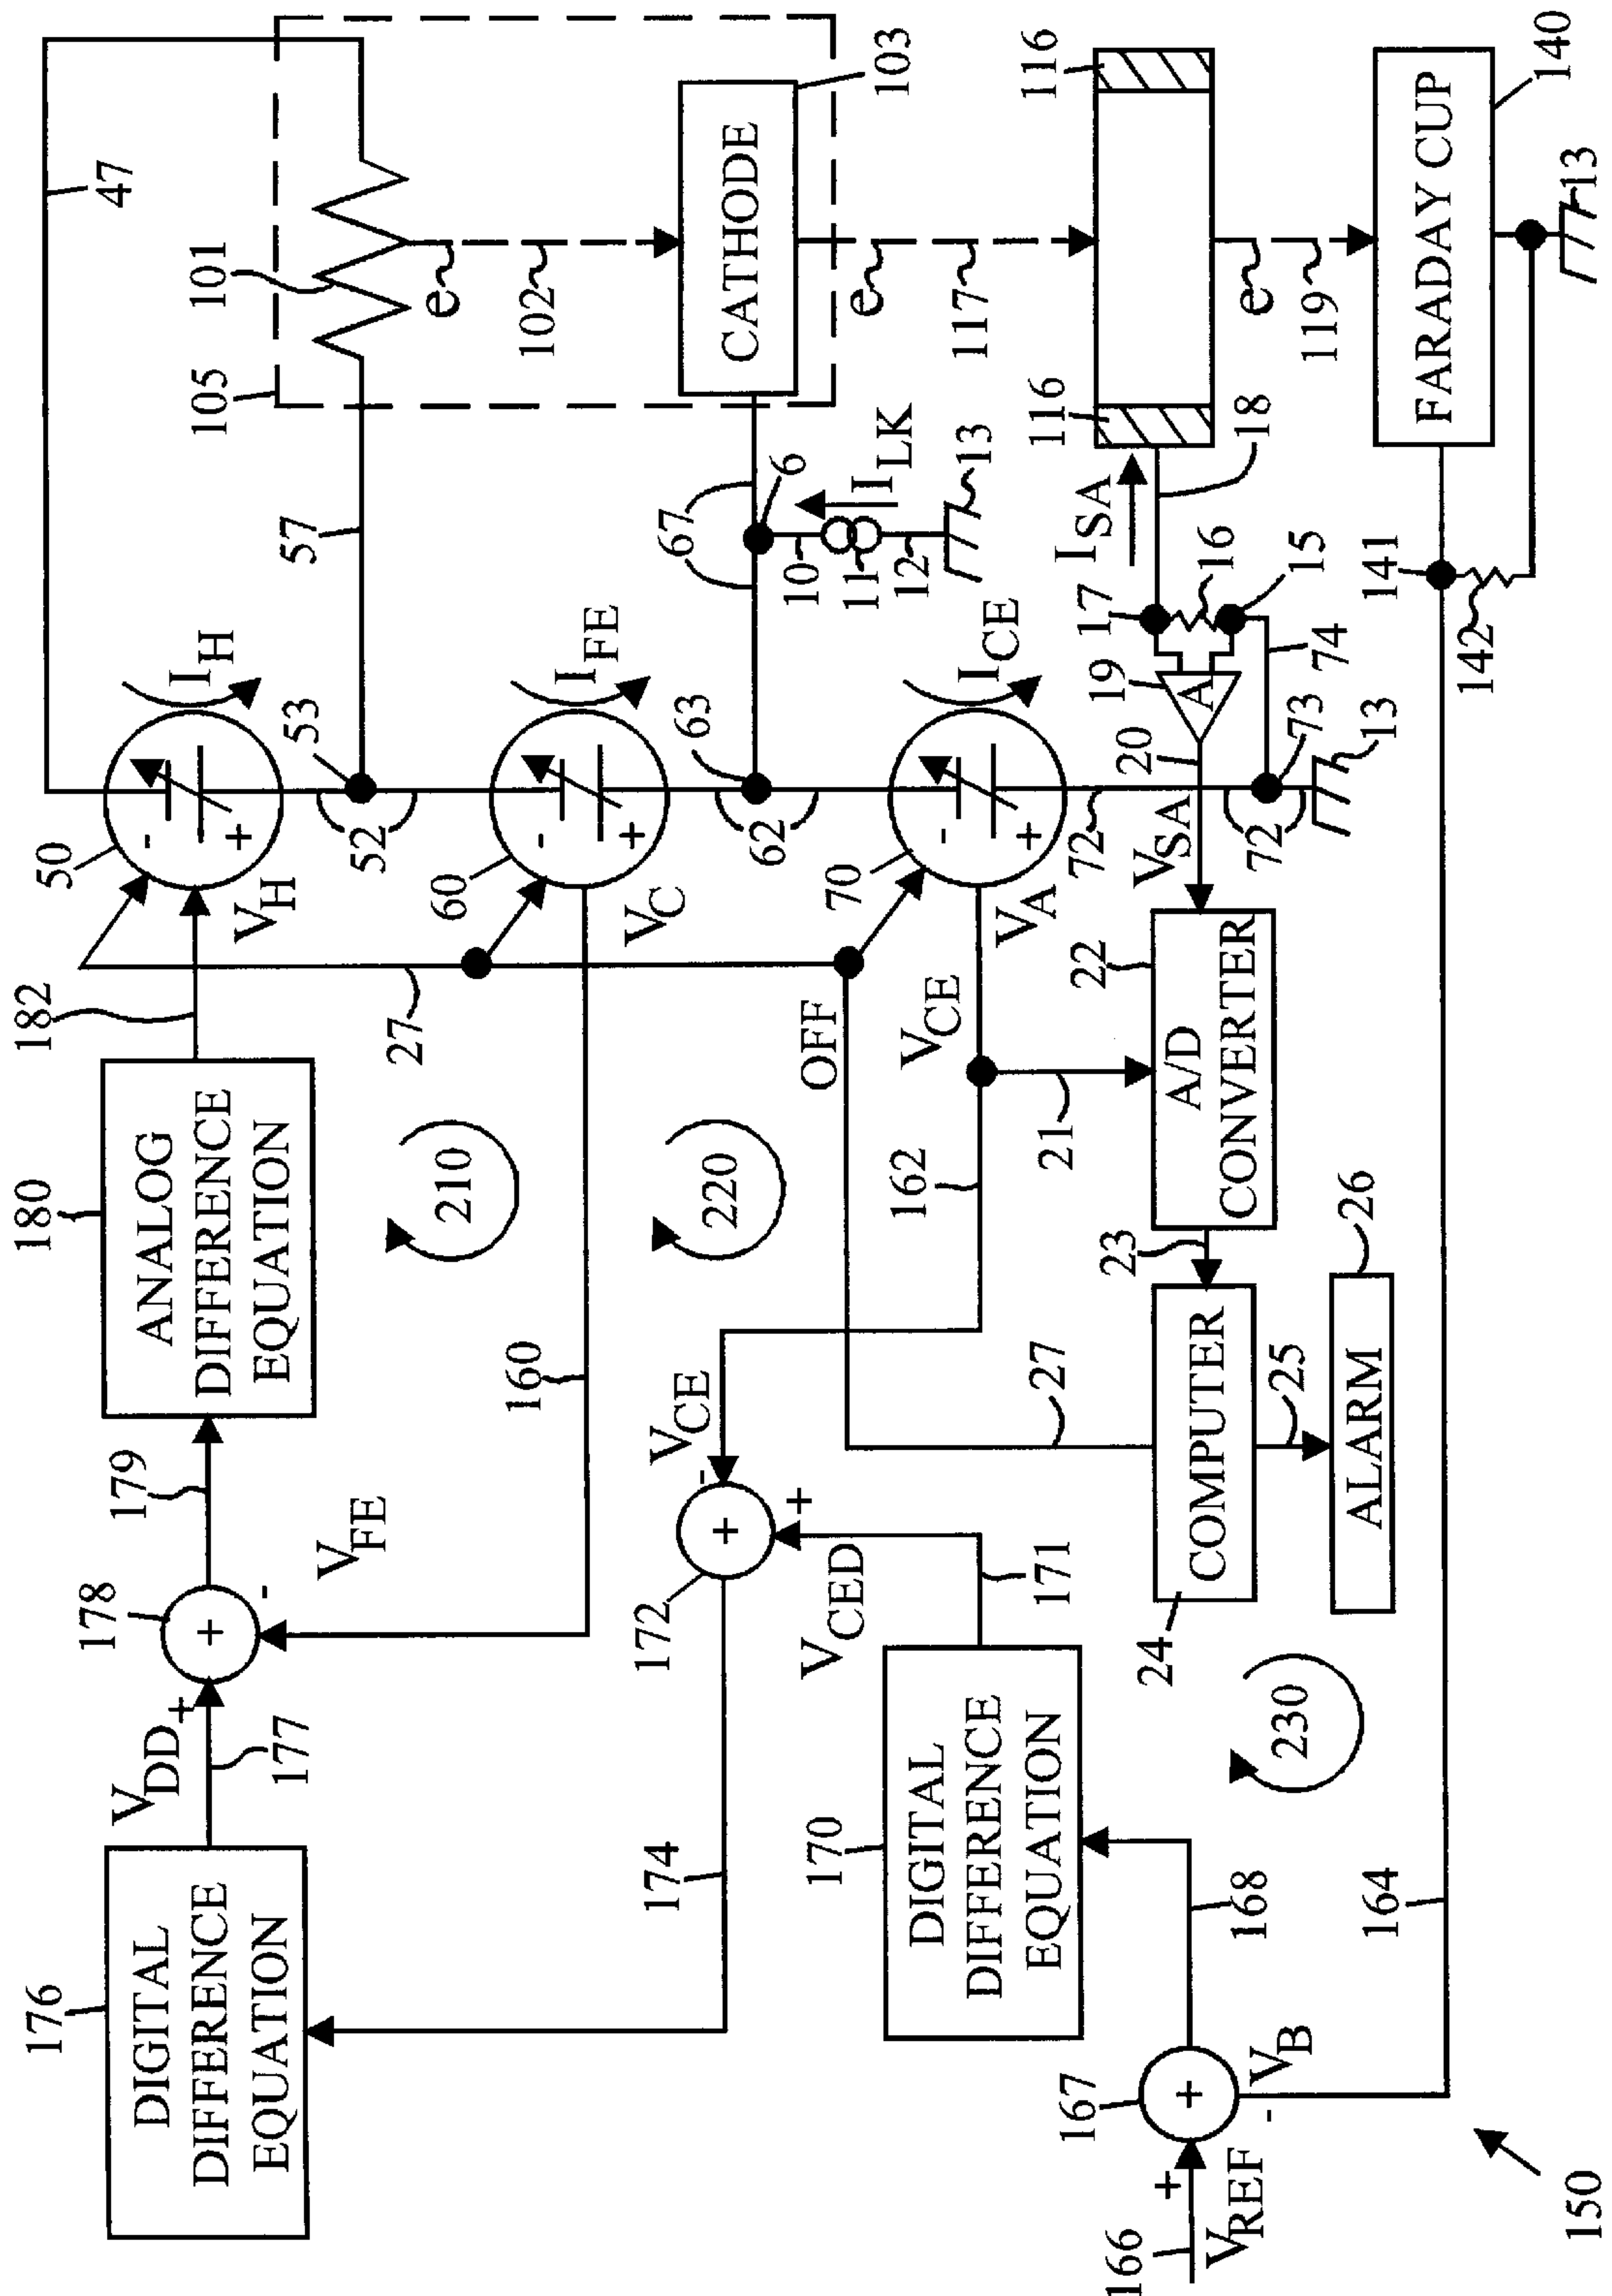 176
DIGITAL
DIFFERENCE
EQUATION
V_DD
+
177
178
+
-
V_FE
179
180
ANALOG
DIFFERENCE
EQUATION
182
V_H
50
-
+
I_H
47
53
52
57
101
105
e
102
CATHODE
103
210
160
27
V_C
60
-
+
I_FE
63
62
67
6
10
11
12
I_LK
13
e
117
174
172
+
-
+
V_CE
220
OFF
V_CE
V_A
70
-
+
I_CE
V_CED
171
170
DIGITAL
DIFFERENCE
EQUATION
162
21
22
A/D
CONVERTER
72
V_SA
20
19
A
17
16
15
I_SA
18
116
116
72
73
74
13
e
119
27
23
24
COMPUTER
25
26
ALARM
230
168
167
+
+
-
166
V_REF
V_B
164
141
142
FARADAY CUP
140
13
150